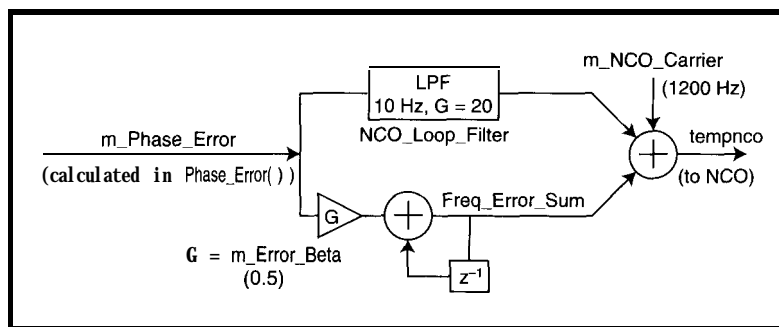 m_NCO_Carrier
(1200 Hz)
LPF
10 Hz, G = 20
NCO_Loop_Filter
m_Phase_Error
(calculated in Phase_Error( ))
tempnco
(to NCO)
+
G
+
Freq_Error_Sum
G = m_Error_Beta
(0.5)
z⁻¹